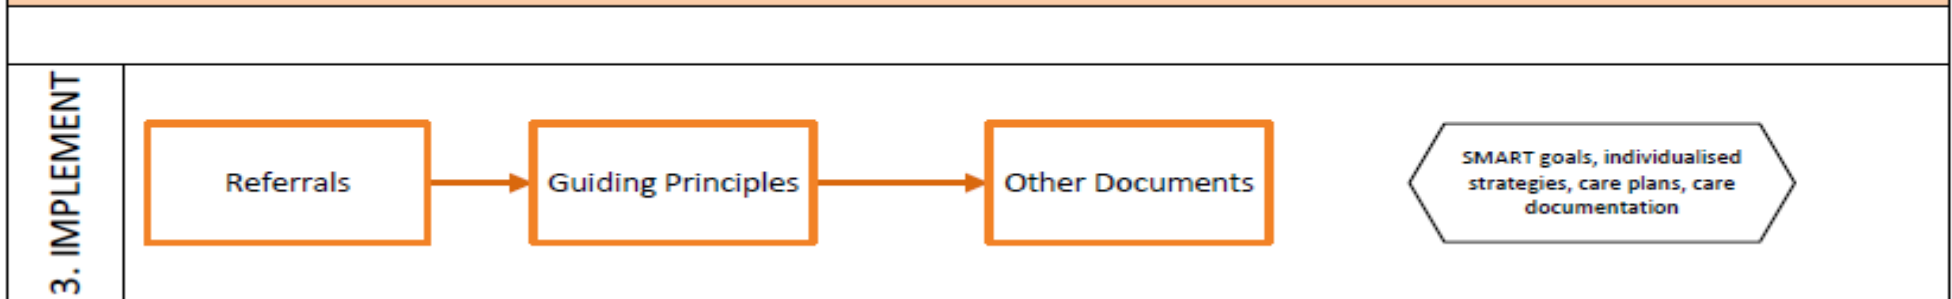 3. IMPLEMENT
Referrals
Guiding Principles
Other Documents
SMART goals, individualised
strategies, care plans, care
documentation